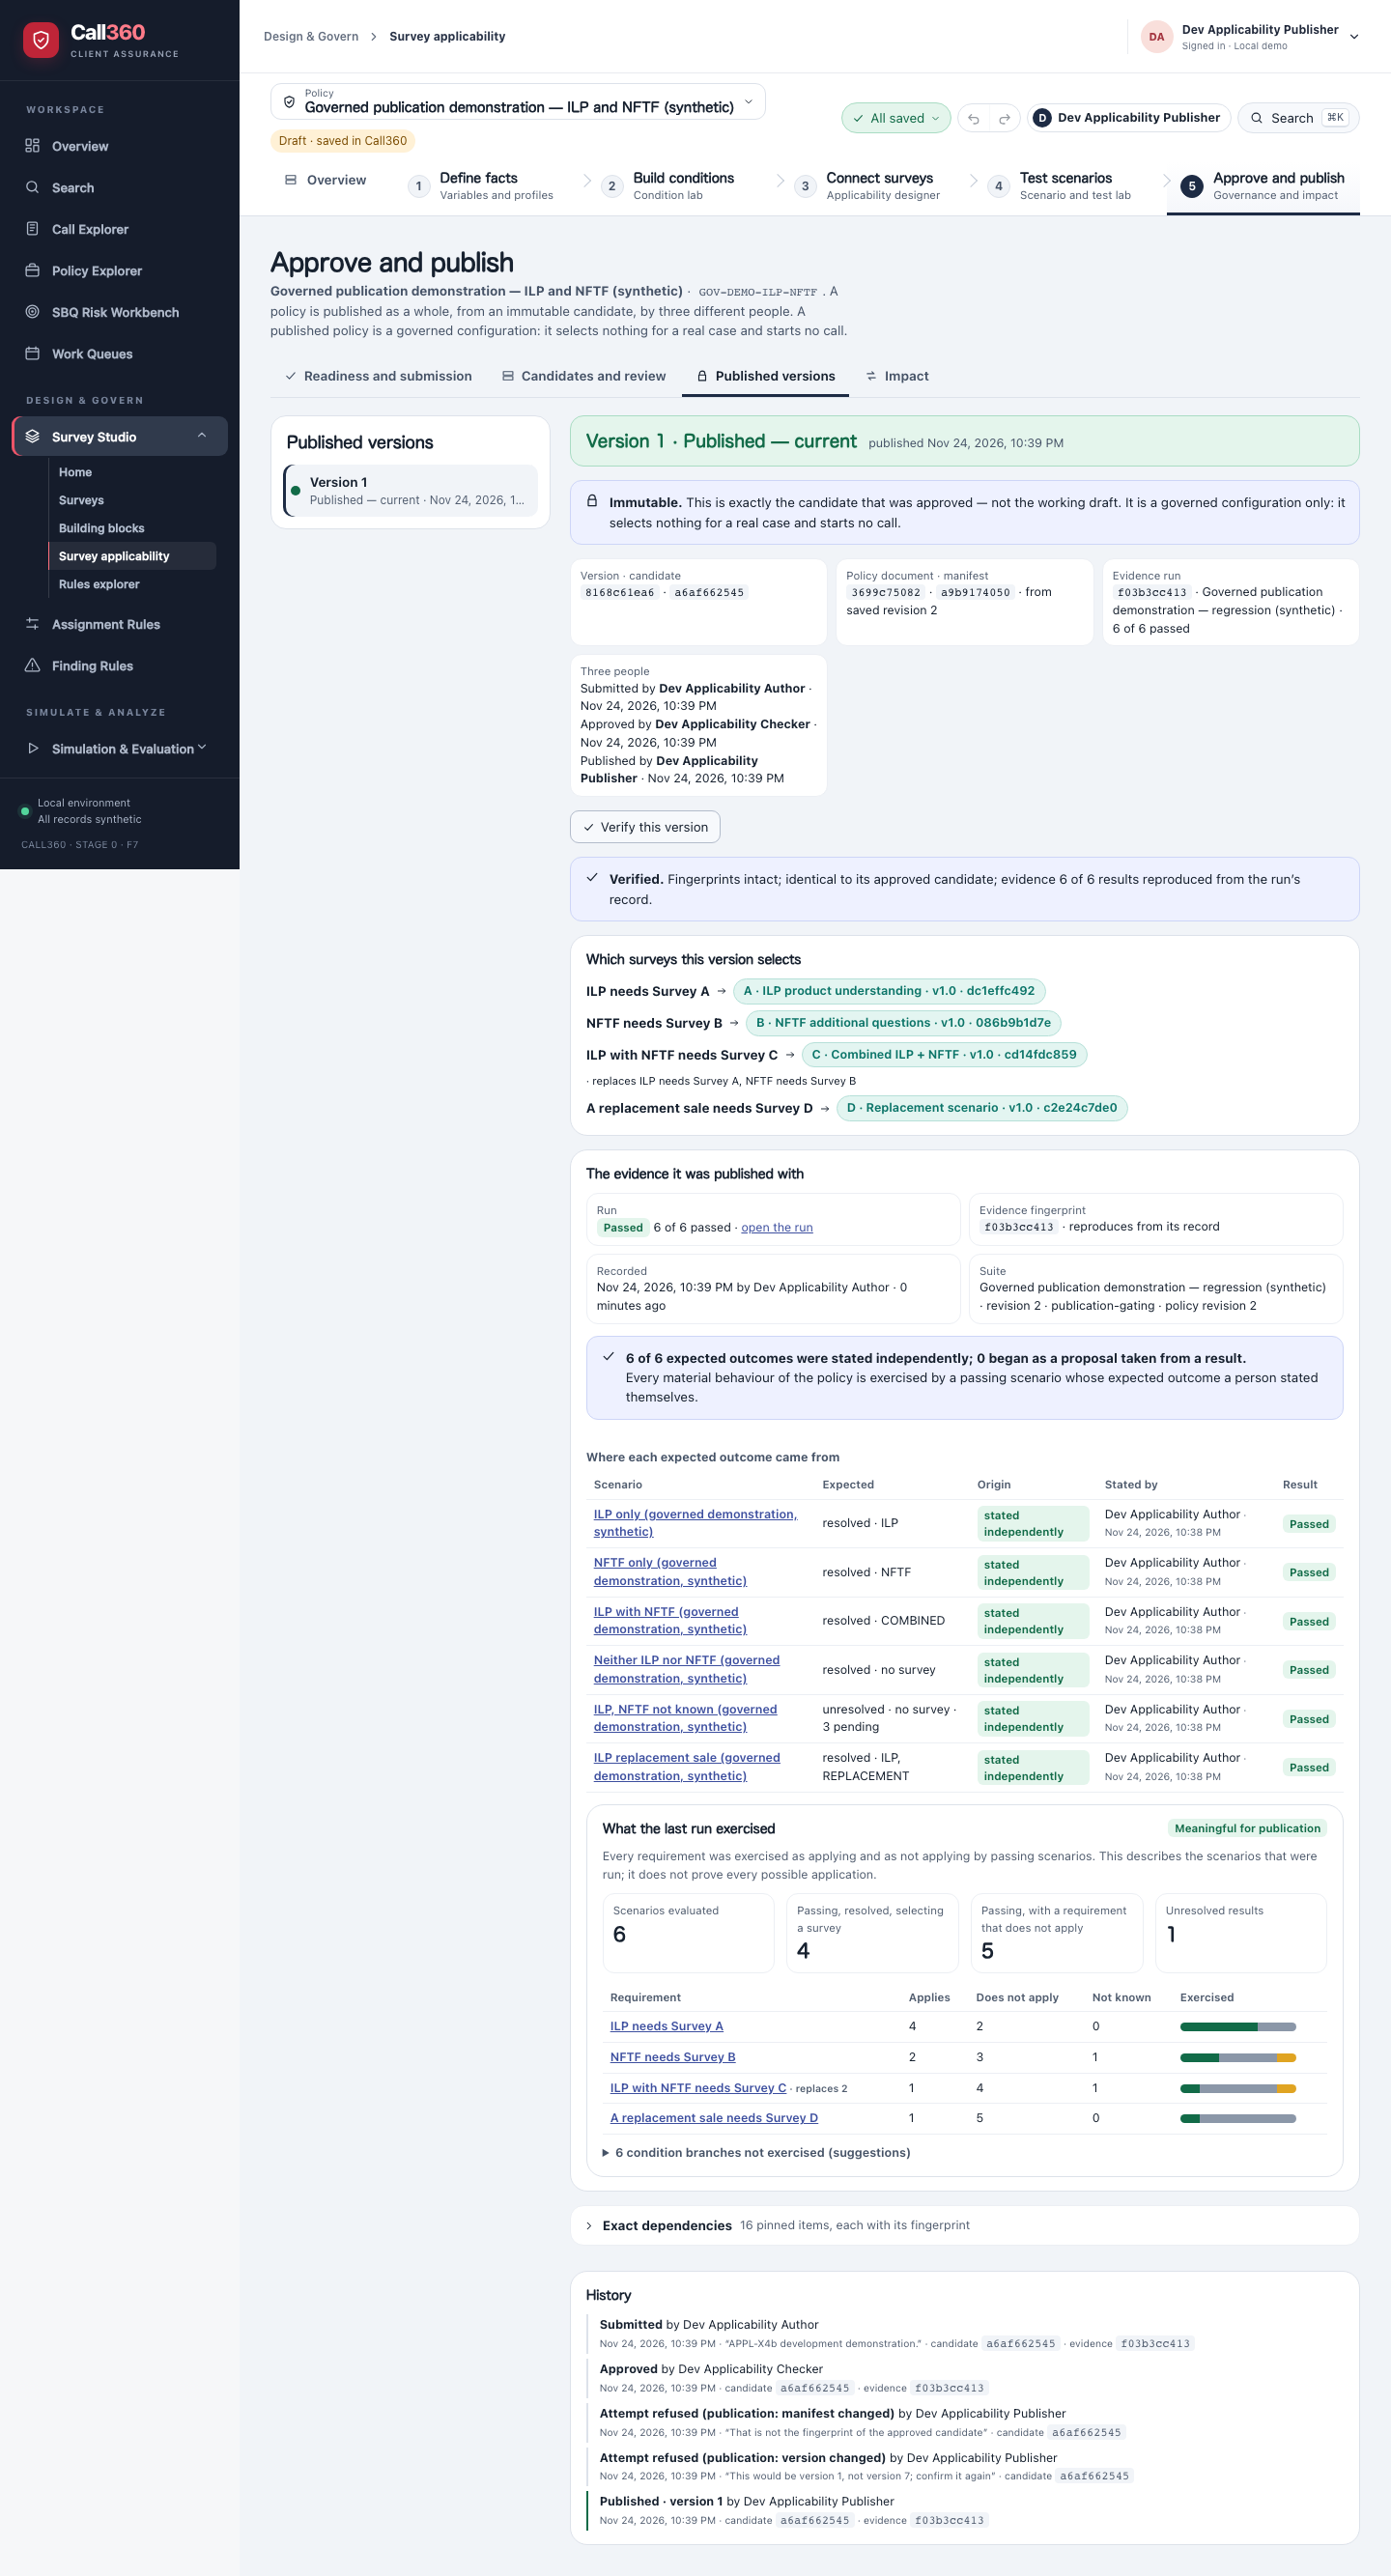 Call360
CLIENT ASSURANCE
WORKSPACE
Overview
Search
Call Explorer
Policy Explorer
SBQ Risk Workbench
Work Queues
DESIGN & GOVERN
Survey Studio
Home
Surveys
Building blocks
Survey applicability
Rules explorer
Assignment Rules
Finding Rules
SIMULATE & ANALYZE
Simulation & Evaluation
Local environment
All records synthetic
CALL360 · STAGE 0 · F7
Design & Govern > Survey applicability
DA
Dev Applicability Publisher
Signed in · Local demo
Policy
Governed publication demonstration — ILP and NFTF (synthetic)
Draft · saved in Call360
All saved
D Dev Applicability Publisher
Search ⌘K
Overview
1 Define facts
Variables and profiles
2 Build conditions
Condition lab
3 Connect surveys
Applicability designer
4 Test scenarios
Scenario and test lab
5 Approve and publish
Governance and impact
Approve and publish
Governed publication demonstration — ILP and NFTF (synthetic) · GOV-DEMO-ILP-NFTF . A
policy is published as a whole, from an immutable candidate, by three different people. A
published policy is a governed configuration: it selects nothing for a real case and starts no call.
Readiness and submission
Candidates and review
Published versions
Impact
Published versions
Version 1
Published — current · Nov 24, 2026, 1...
Version 1 · Published — current published Nov 24, 2026, 10:39 PM
Immutable. This is exactly the candidate that was approved — not the working draft. It is a governed configuration only: it
selects nothing for a real case and starts no call.
Version · candidate
8168c61ea6 · a6af662545
Policy document · manifest
3699c75082 · a9b9174050 · from
saved revision 2
Evidence run
f03b3cc413 · Governed publication
demonstration — regression (synthetic) ·
6 of 6 passed
Three people
Submitted by Dev Applicability Author ·
Nov 24, 2026, 10:39 PM
Approved by Dev Applicability Checker ·
Nov 24, 2026, 10:39 PM
Published by Dev Applicability
Publisher · Nov 24, 2026, 10:39 PM
Verify this version
Verified. Fingerprints intact; identical to its approved candidate; evidence 6 of 6 results reproduced from the run's
record.
Which surveys this version selects
ILP needs Survey A → A · ILP product understanding · v1.0 · dc1effc492
NFTF needs Survey B → B · NFTF additional questions · v1.0 · 086b9b1d7e
ILP with NFTF needs Survey C → C · Combined ILP + NFTF · v1.0 · cd14fdc859
· replaces ILP needs Survey A, NFTF needs Survey B
A replacement sale needs Survey D → D · Replacement scenario · v1.0 · c2e24c7de0
The evidence it was published with
Run
Passed 6 of 6 passed · open the run
Evidence fingerprint
f03b3cc413 · reproduces from its record
Recorded
Nov 24, 2026, 10:39 PM by Dev Applicability Author · 0
minutes ago
Suite
Governed publication demonstration — regression (synthetic)
· revision 2 · publication-gating · policy revision 2
6 of 6 expected outcomes were stated independently; 0 began as a proposal taken from a result.
Every material behaviour of the policy is exercised by a passing scenario whose expected outcome a person stated
themselves.
Where each expected outcome came from
Scenario Expected Origin Stated by Result
ILP only (governed demonstration,
synthetic)
resolved · ILP
stated
independently
Dev Applicability Author ·
Nov 24, 2026, 10:38 PM
Passed
NFTF only (governed
demonstration, synthetic)
resolved · NFTF
stated
independently
Dev Applicability Author ·
Nov 24, 2026, 10:38 PM
Passed
ILP with NFTF (governed
demonstration, synthetic)
resolved · COMBINED
stated
independently
Dev Applicability Author ·
Nov 24, 2026, 10:38 PM
Passed
Neither ILP nor NFTF (governed
demonstration, synthetic)
resolved · no survey
stated
independently
Dev Applicability Author ·
Nov 24, 2026, 10:38 PM
Passed
ILP, NFTF not known (governed
demonstration, synthetic)
unresolved · no survey ·
3 pending
stated
independently
Dev Applicability Author ·
Nov 24, 2026, 10:38 PM
Passed
ILP replacement sale (governed
demonstration, synthetic)
resolved · ILP,
REPLACEMENT
stated
independently
Dev Applicability Author ·
Nov 24, 2026, 10:38 PM
Passed
What the last run exercised
Meaningful for publication
Every requirement was exercised as applying and as not applying by passing scenarios. This describes the scenarios that were
run; it does not prove every possible application.
Scenarios evaluated
6
Passing, resolved, selecting
a survey
4
Passing, with a requirement
that does not apply
5
Unresolved results
1
Requirement Applies Does not apply Not known Exercised
ILP needs Survey A 4 2 0
NFTF needs Survey B 2 3 1
ILP with NFTF needs Survey C · replaces 2 1 4 1
A replacement sale needs Survey D 1 5 0
6 condition branches not exercised (suggestions)
Exact dependencies 16 pinned items, each with its fingerprint
History
Submitted by Dev Applicability Author
Nov 24, 2026, 10:39 PM · “APPL-X4b development demonstration.” · candidate a6af662545 · evidence f03b3cc413
Approved by Dev Applicability Checker
Nov 24, 2026, 10:39 PM · candidate a6af662545 · evidence f03b3cc413
Attempt refused (publication: manifest changed) by Dev Applicability Publisher
Nov 24, 2026, 10:39 PM · “That is not the fingerprint of the approved candidate” · candidate a6af662545
Attempt refused (publication: version changed) by Dev Applicability Publisher
Nov 24, 2026, 10:39 PM · “This would be version 1, not version 7; confirm it again” · candidate a6af662545
Published · version 1 by Dev Applicability Publisher
Nov 24, 2026, 10:39 PM · candidate a6af662545 · evidence f03b3cc413